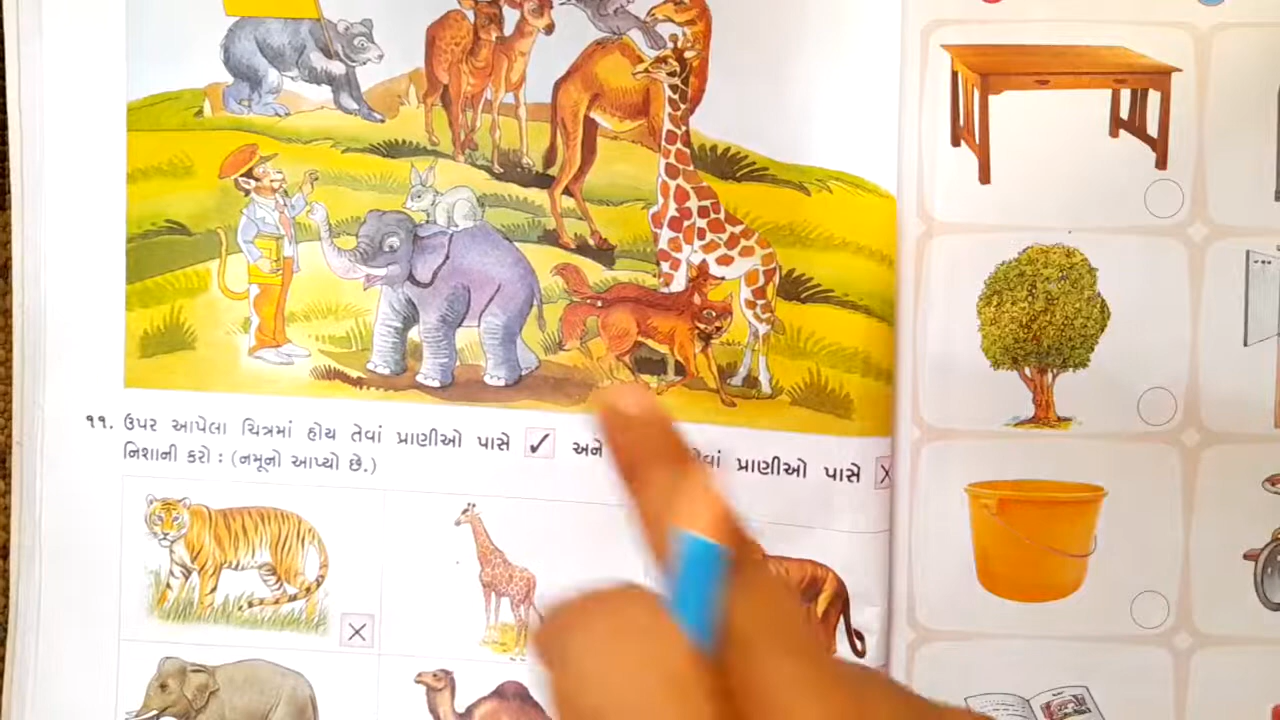 ૧૧. ઉપર આપેલા ચિત્રમાં હોય તેવાં પ્રાણીઓ પાસે ✓ અને પ્રાણીઓ પાસે X
નિશાની કરો : (નમૂનો આપ્યો છે.)
X